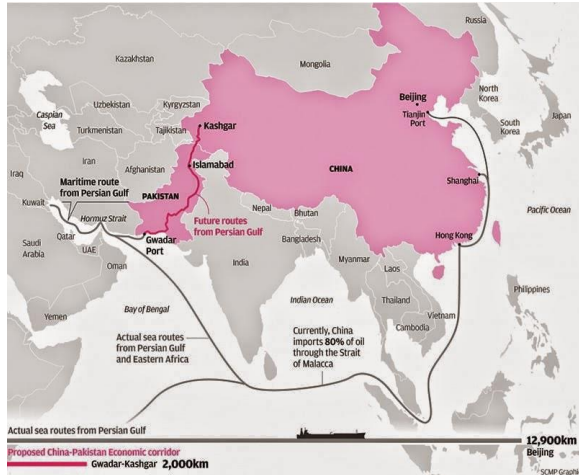 Russia
Kazakhstan
Mongolia
Beijing
North
Korea
Caspian
Sea
Uzbekistan
Kyrgyzstan
Tianjin
Port
Japan
Turkmenistan
Tajikistan
Kashgar
South
Korea
Iran
Afghanistan
Islamabad
CHINA
Iraq
Maritime route
from Persian Gulf
PAKISTAN
Shanghai
Kuwait
Hormuz Strait
Future routes
from Persian Gulf
Nepal
Bhutan
Pacific Ocean
Qatar
UAE
Gwadar
Port
Hong Kong
Saudi
Arabia
Oman
India
Bangladesh
Myanmar
Laos
Philippines
Yemen
Bay of Bengal
Indian Ocean
Thailand
Vietnam
Cambodia
Actual sea routes
from Persian Gulf
and Eastern Africa
Currently, China
imports 80% of oil
through the Strait
of Malacca
Actual sea routes from Persian Gulf
12,900km
Beijing
Proposed China-Pakistan Economic corridor
Gwadar-Kashgar 2,000km
SCMP Graphi